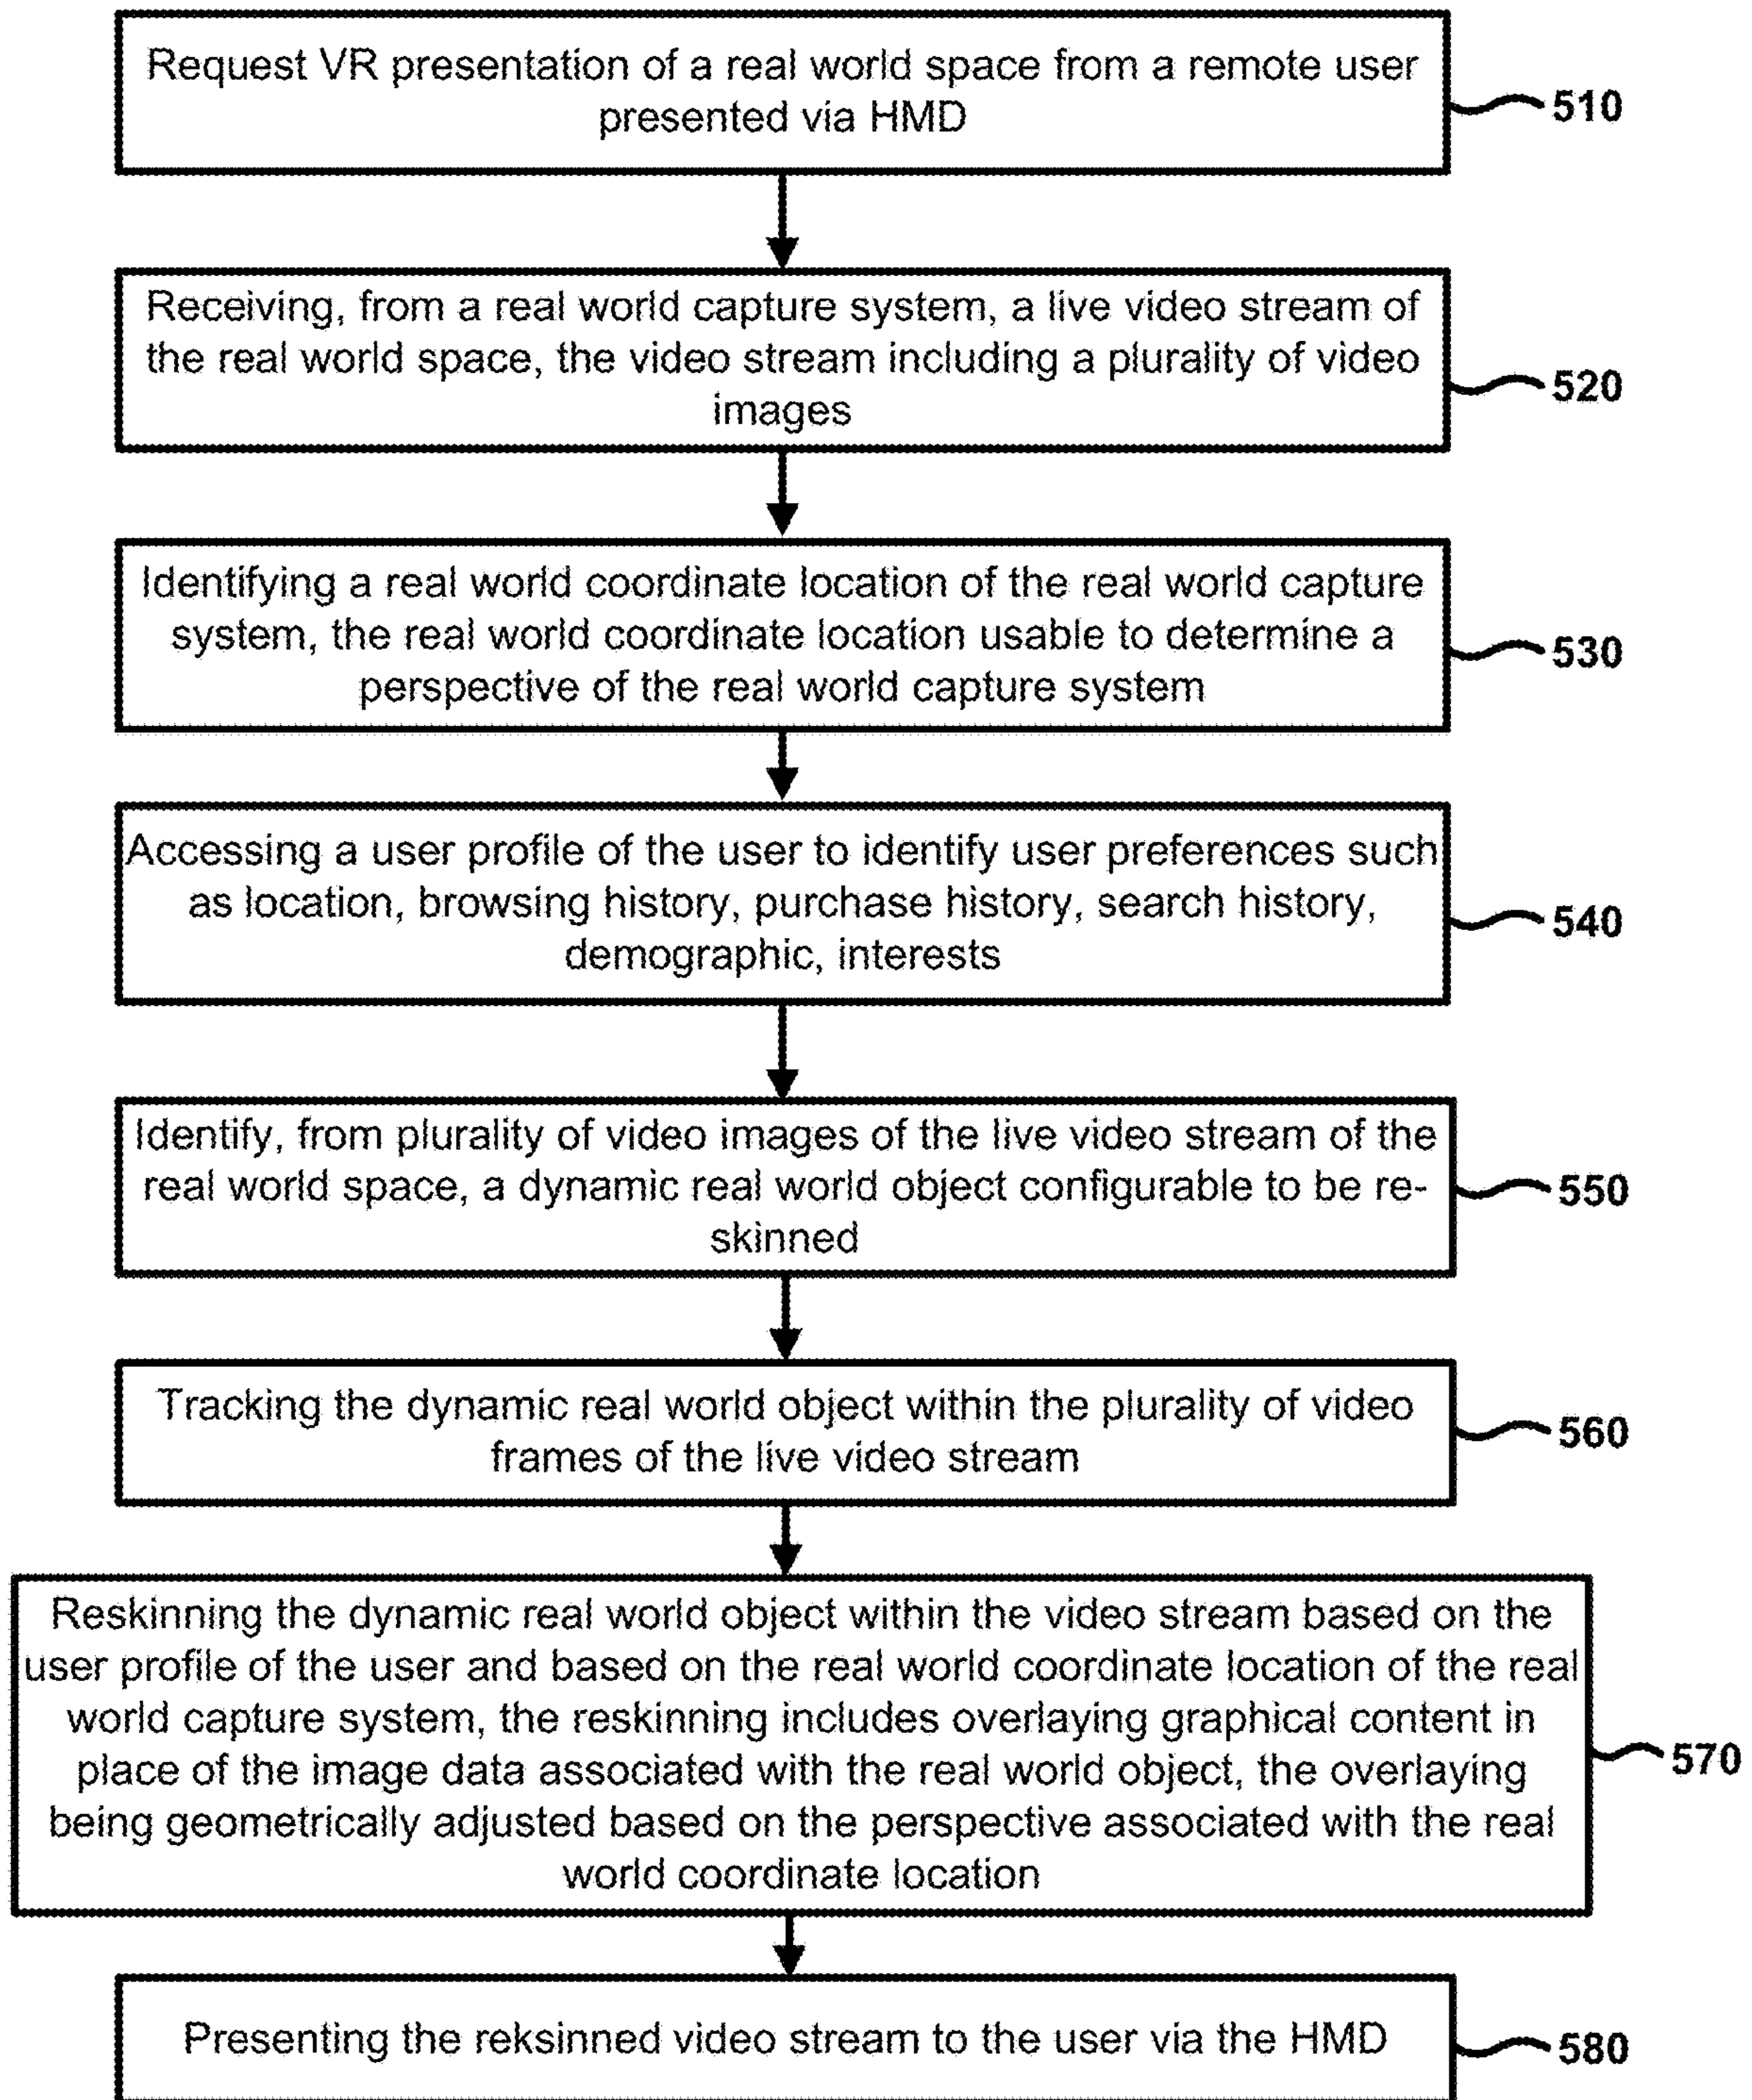 Request VR presentation of a real world space from a remote user
presented via HMD
510
Receiving, from a real world capture system, a live video stream of
the real world space, the video stream including a plurality of video
images
520
Identifying a real world coordinate location of the real world capture
system, the real world coordinate location usable to determine a
perspective of the real world capture system
530
Accessing a user profile of the user to identify user preferences such
as location, browsing history, purchase history, search history,
demographic, interests
540
Identify, from plurality of video images of the live video stream of the
real world space, a dynamic real world object configurable to be re-
skinned
550
Tracking the dynamic real world object within the plurality of video
frames of the live video stream
560
Reskinning the dynamic real world object within the video stream based on the
user profile of the user and based on the real world coordinate location of the real
world capture system, the reskinning includes overlaying graphical content in
place of the image data associated with the real world object, the overlaying
being geometrically adjusted based on the perspective associated with the real
world coordinate location
570
Presenting the reksinned video stream to the user via the HMD
580